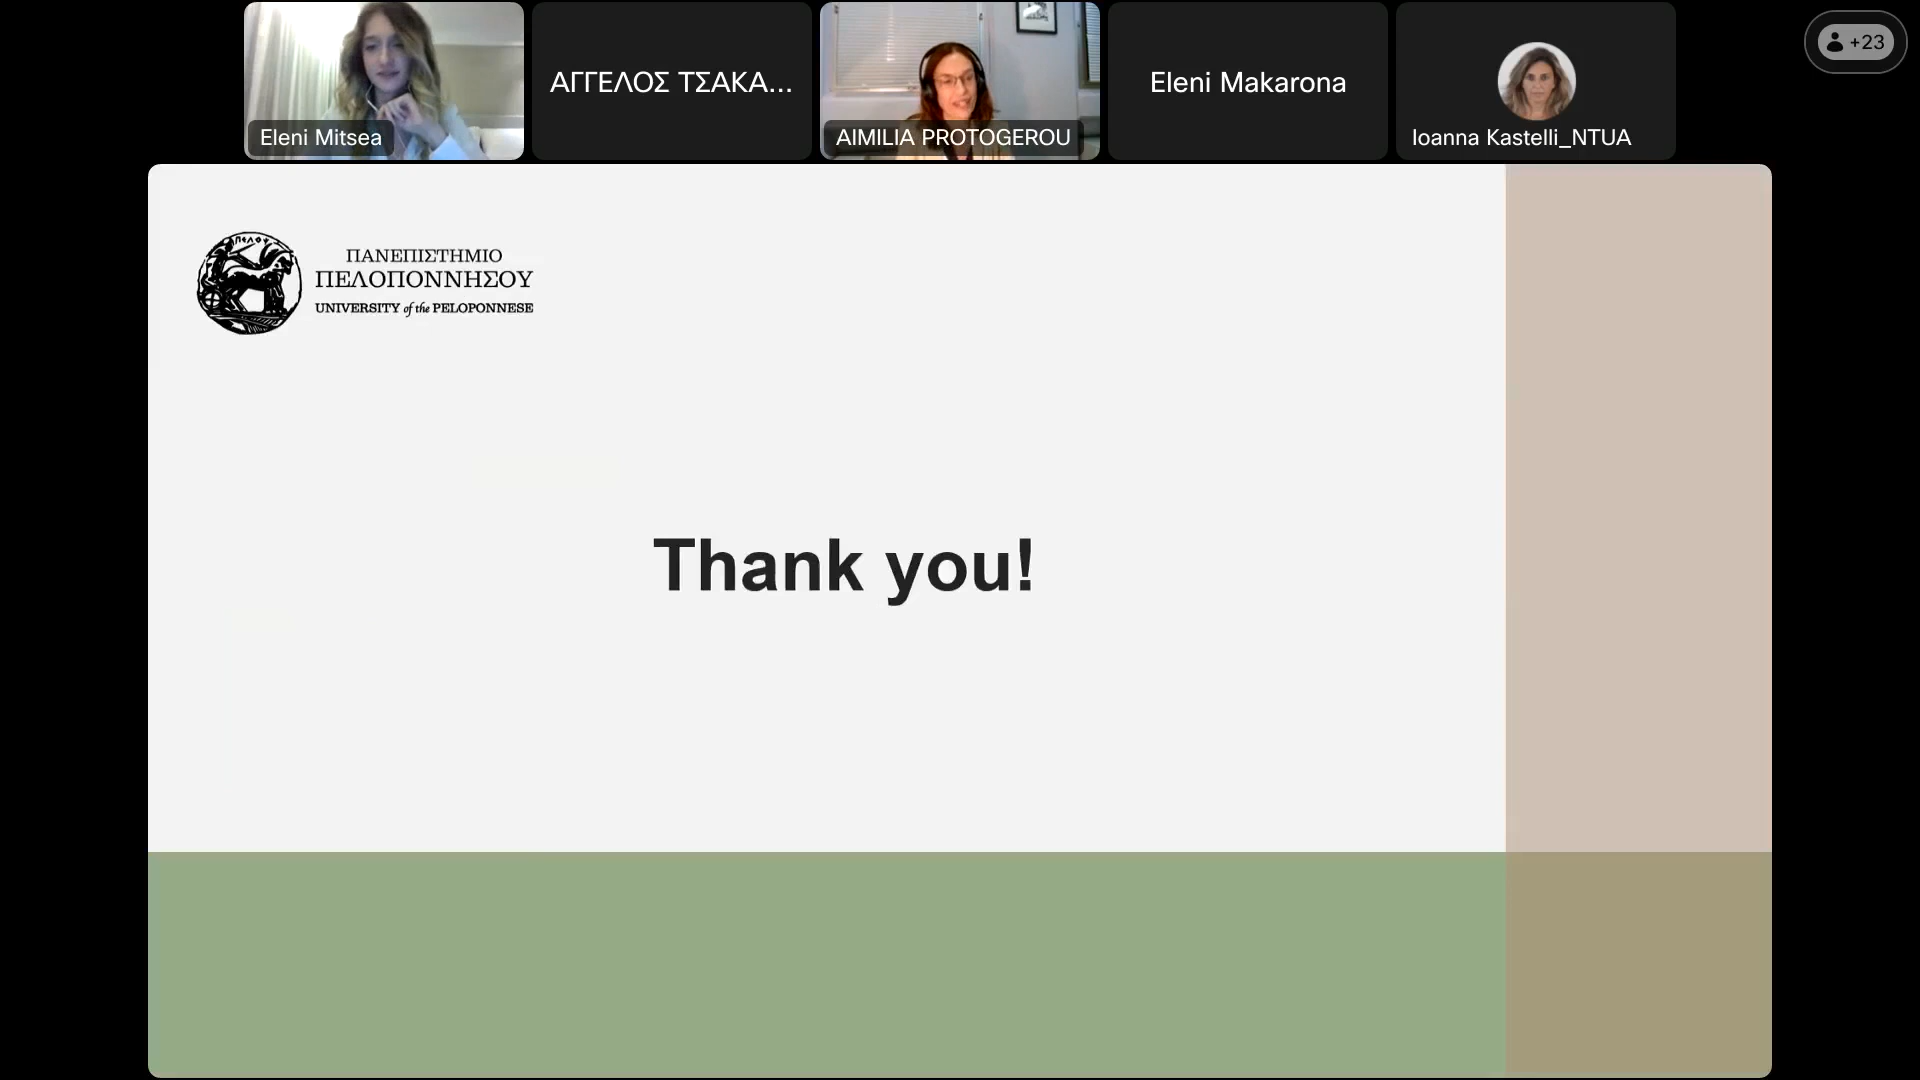 Eleni Mitsea
ΑΓΓΕΛΟΣ ΤΣΑΚΑ...
AIMILIA PROTOGEROU
Eleni Makarona
Ioanna Kastelli_NTUA
+23
ΠΕΛΟΥ
ΠΑΝΕΠΙΣΤΗΜΙΟ
ΠΕΛΟΠΟΝΝΗΣΟΥ
UNIVERSITY of the PELOPONNESE
Thank you!